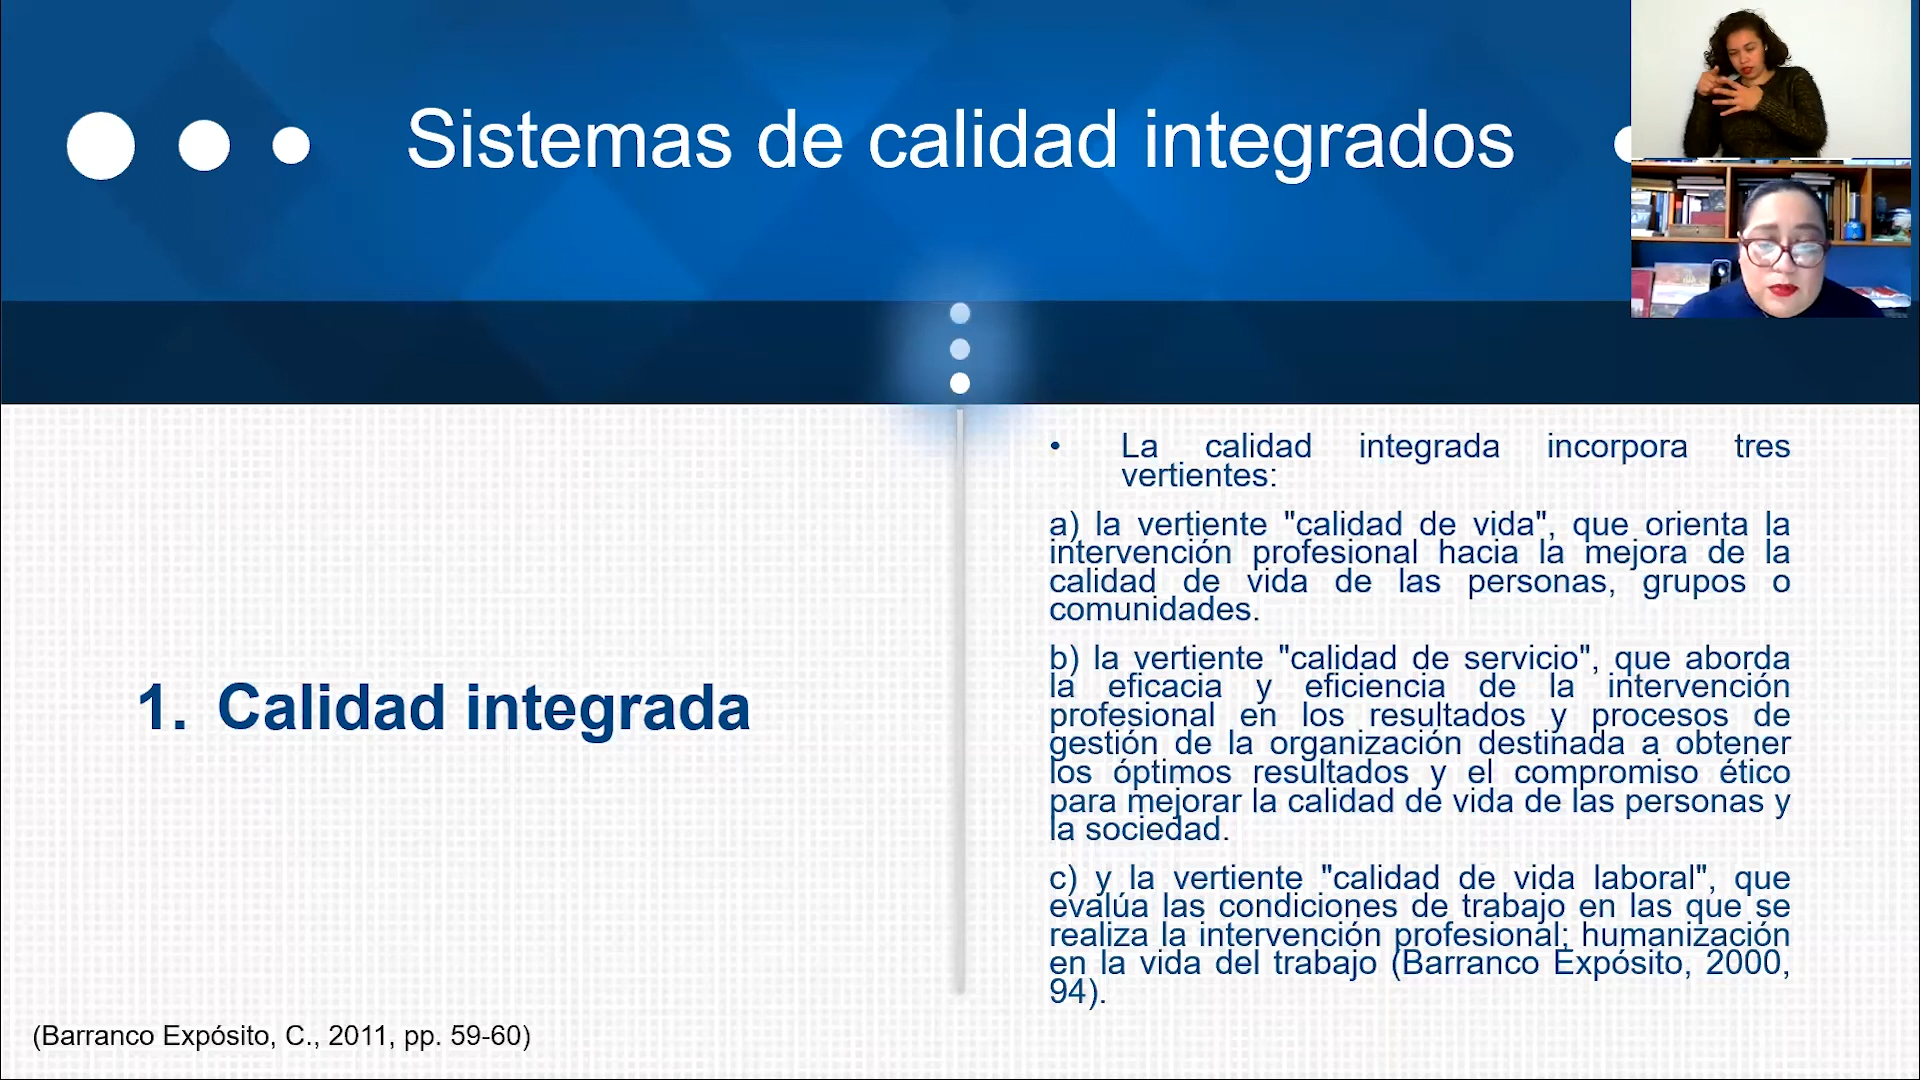 Sistemas de calidad integrados
1. Calidad integrada
• La calidad integrada incorpora tres
vertientes:
a) la vertiente "calidad de vida", que orienta la
intervención profesional hacia la mejora de la
calidad de vida de las personas, grupos o
comunidades.
b) la vertiente "calidad de servicio", que aborda
la eficacia y eficiencia de la intervención
profesional en los resultados y procesos de
gestión de la organización destinada a obtener
los óptimos resultados y el compromiso ético
para mejorar la calidad de vida de las personas y
la sociedad.
c) y la vertiente "calidad de vida laboral", que
evalúa las condiciones de trabajo en las que se
realiza la intervención profesional; humanización
en la vida del trabajo (Barranco Expósito, 2000,
94).
(Barranco Expósito, C., 2011, pp. 59-60)